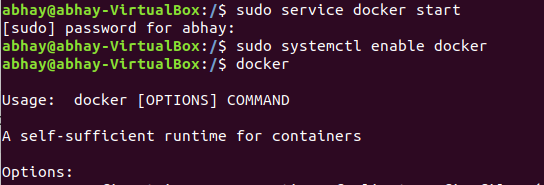 abhay@abhay-VirtualBox:/$ sudo service docker start
[sudo] password for abhay:
abhay@abhay-VirtualBox:/$ sudo systemctl enable docker
abhay@abhay-VirtualBox:/$ docker
Usage:  docker [OPTIONS] COMMAND
A self-sufficient runtime for containers
Options: